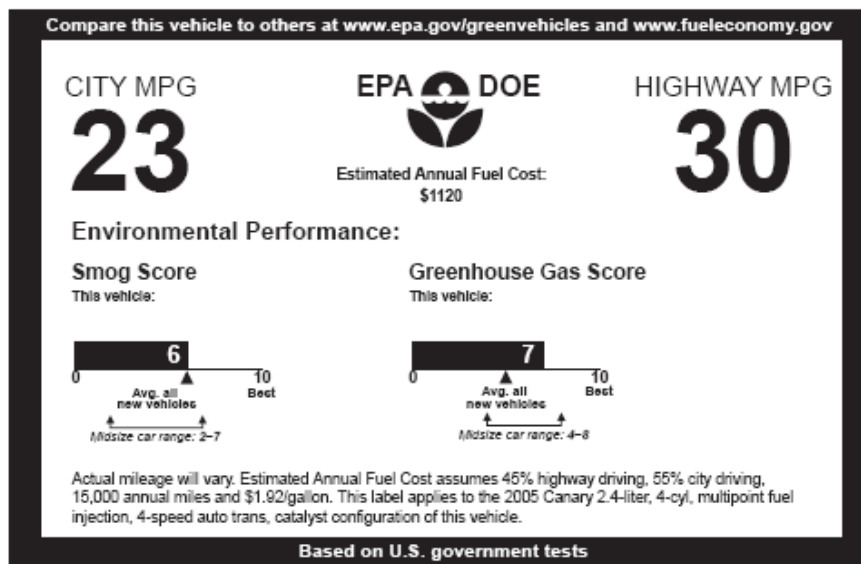 Compare this vehicle to others at www.epa.gov/greenvehicles and www.fueleconomy.gov
CITY MPG
23
EPA DOE
Estimated Annual Fuel Cost:
$1120
HIGHWAY MPG
30
Environmental Performance:
Smog Score
This vehicle:
6
0 10
Avg. all
new vehicles
Best
Midsize car range: 2–7
Greenhouse Gas Score
This vehicle:
7
0 10
Avg. all
new vehicles
Best
Midsize car range: 4–8
Actual mileage will vary. Estimated Annual Fuel Cost assumes 45% highway driving, 55% city driving,
15,000 annual miles and $1.92/gallon. This label applies to the 2005 Canary 2.4-liter, 4-cyl, multipoint fuel
injection, 4-speed auto trans, catalyst configuration of this vehicle.
Based on U.S. government tests